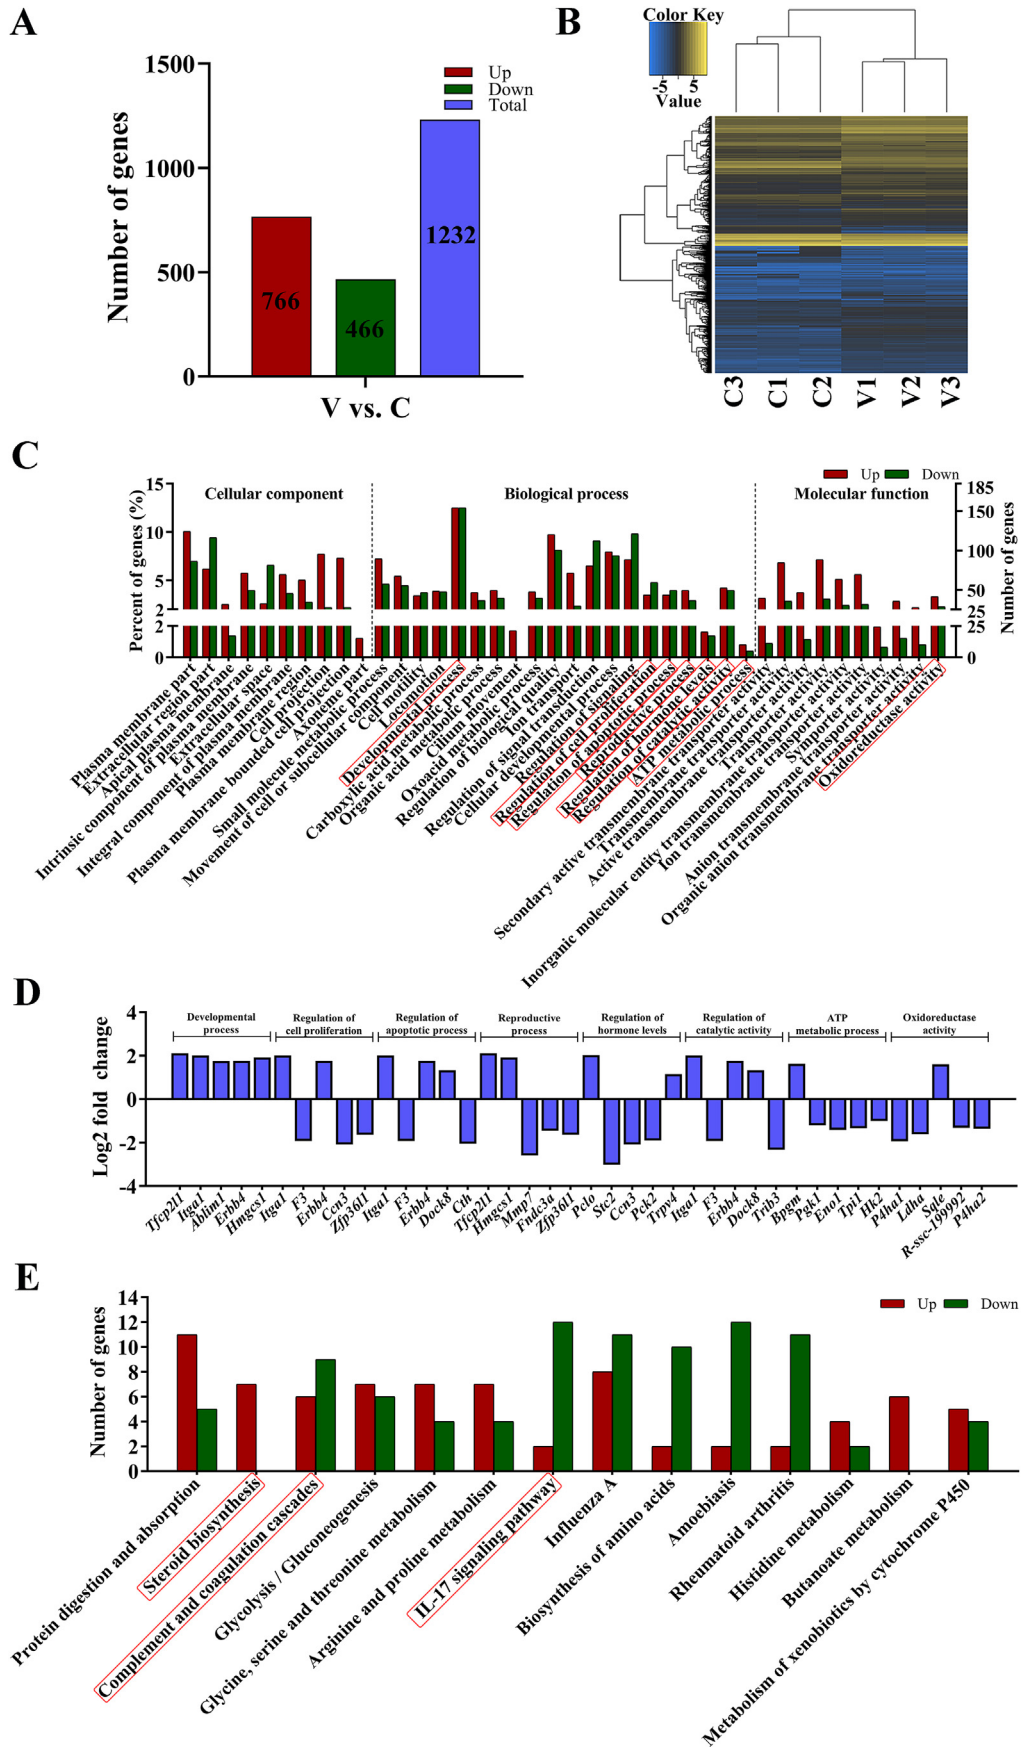 A
Number of genes
1500
1000
500
0
Up
Down
Total
766
466
1232
V vs. C
B
Color Key
-5 5
Value
C3 C1 C2 V1 V2 V3
C
Up Down
Cellular component
Biological process
Molecular function
Percent of genes (%)
15
10
5
2
2
0
Number of genes
185
150
100
50
25
25
0
Plasma membrane part
Extracellular region part
Apical plasma membrane
Intrinsic component of plasma membrane
Extracellular space
Integral component of plasma membrane
Plasma membrane region
Cell projection
Plasma membrane bounded cell projection
Axoneme part
Small molecule metabolic process
Movement of cell or subcellular component
Cell motility
Locomotion
Developmental process
Carboxylic acid metabolic process
Organic acid metabolic process
Cilium movement
Oxoacid metabolic process
Regulation of biological quality
Ion transport
Regulation of signal transduction
Cellular developmental process
Regulation of signaling
Regulation of cell proliferation
Regulation of apoptotic process
Reproductive process
Regulation of hormone levels
Regulation of catalytic activity
ATP metabolic process
Secondary active transmembrane transporter activity
Transmembrane transporter activity
Active transmembrane transporter activity
Transporter activity
Inorganic molecular entity transmembrane transporter activity
Ion transmembrane transporter activity
Symporter activity
Anion transmembrane transporter activity
Organic anion transmembrane transporter activity
Oxidoreductase activity
D
Log2 fold change
4
2
0
-2
-4
Developmental
process
Regulation of
cell proliferation
Regulation of
apoptotic process
Reproductive
process
Regulation of
hormone levels
Regulation of
catalytic activity
ATP
metabolic process
Oxidoreductase
activity
Tfcp2l1
Itga1
Ablim1
Erbb4
Hmgcs1
Itga1
F3
Erbb4
Ccn3
Zfp36l1
Itga1
F3
Erbb4
Dock8
Cth
Tfcp2l1
Hmgcs1
Mmp7
Fndc3a
Zfp36l1
Pclo
Stc2
Ccn3
Pck2
Trpv4
Itga1
F3
Erbb4
Dock8
Trib3
Bpgm
Pgk1
Eno1
Tpi1
Hk2
P4ha1
Ldha
Sqle
R-ssc-199992
P4ha2
E
Number of genes
14
12
10
8
6
4
2
0
Up Down
Protein digestion and absorption
Steroid biosynthesis
Complement and coagulation cascades
Glycolysis / Gluconeogenesis
Glycine, serine and threonine metabolism
Arginine and proline metabolism
IL-17 signaling pathway
Influenza A
Biosynthesis of amino acids
Amoebiasis
Rheumatoid arthritis
Histidine metabolism
Butanoate metabolism
Metabolism of xenobiotics by cytochrome P450